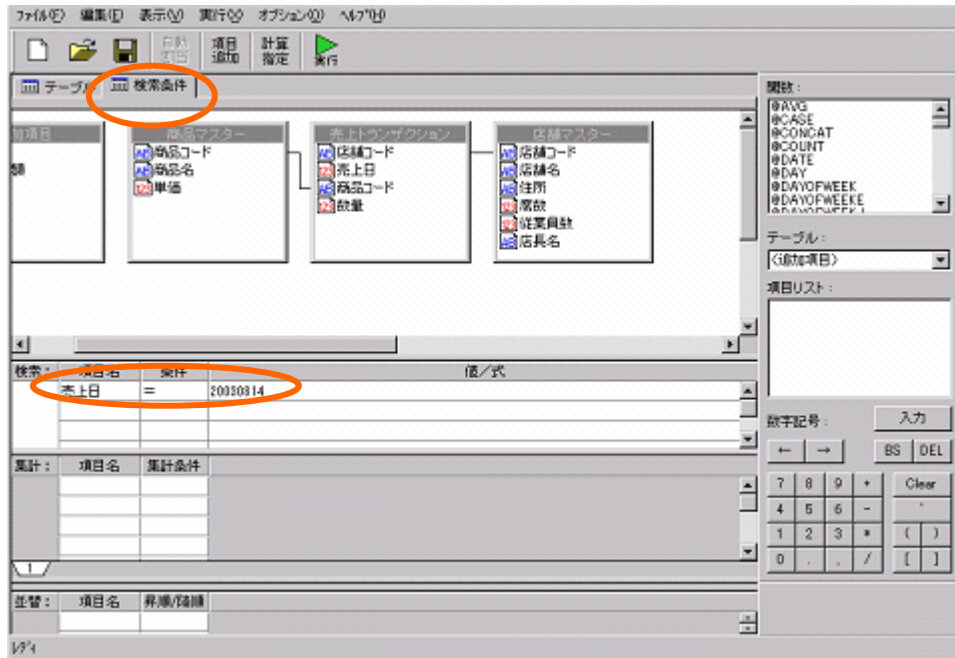 ファイル(F) 編集(E) 表示(V) 実行(X) オプション(O) ヘルプ(H)
自動割当 項目追加 計算指定 実行
テーブル 検索条件
加項目
商品マスター
商品コード
商品名
単価
売上トランザクション
店舗コード
売上日
商品コード
数量
店舗マスター
店舗コード
店舗名
住所
席数
従業員数
店長名
検索: 項目名 条件 値/式
売上日 = 20030814
集計: 項目名 集計条件
1
並替: 項目名 昇順/降順
レディ
関数:
@AVG
@CASE
@CONCAT
@COUNT
@DATE
@DAY
@DAYOFWEEK
@DAYOFWEEKE
テーブル:
<追加項目>
項目リスト:
数字記号: 入力
← → BS DEL
7 8 9 + Clear
4 5 6 - '
1 2 3 * ( )
0 . , / [ ]